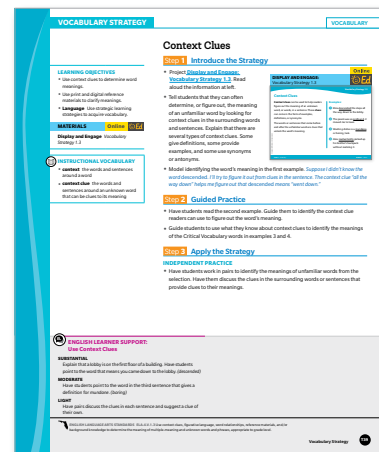 VOCABULARY STRATEGY
VOCABULARY
Context Clues
Step 1 Introduce the Strategy
LEARNING OBJECTIVES
• Use context clues to determine word
meanings.
• Use print and digital reference
materials to clarify meanings.
• Language Use strategic learning
strategies to acquire vocabulary.
MATERIALS Online Ed
Display and Engage Vocabulary
Strategy 1.3
INSTRUCTIONAL VOCABULARY
• context the words and sentences
around a word
• context clue the words and
sentences around an unknown word
that can be clues to its meaning
• Project Display and Engage:
Vocabulary Strategy 1.3. Read
aloud the information at left.
• Tell students that they can often
determine, or figure out, the meaning
of an unfamiliar word by looking for
context clues in the surrounding words
and sentences. Explain that there are
several types of context clues. Some
give definitions, some provide
examples, and some use synonyms
or antonyms.
Online
DISPLAY AND ENGAGE:
Vocabulary Strategy 1.3
Ed
Context Clues
• Model identifying the word's meaning in the first example. Suppose I didn't know the
word descended. I'll try to figure it out from clues in the sentence. The context clue "all the way
down" helps me figure out that descended means "went down."
Step 2 Guided Practice
• Have students read the second example. Guide them to identify the context clue
readers can use to figure out the word's meaning.
• Guide students to use what they know about context clues to identify the meanings
of the Critical Vocabulary words in examples 3 and 4.
Step 3 Apply the Strategy
INDEPENDENT PRACTICE
• Have students work in pairs to identify the meanings of unfamiliar words from the
selection. Have them discuss the clues in the surrounding words or sentences that
provide clues to their meanings.
ENGLISH LEARNER SUPPORT:
Use Context Clues
SUBSTANTIAL
Explain that a lobby is on the first floor of a building. Have students
point to the word that means you came down to the lobby. (descended)
MODERATE
Have students point to the word in the third sentence that gives a
definition for mundane. (boring)
LIGHT
Have pairs discuss the clues in each sentence and suggest a clue of
their own.
Vocabulary Strategy